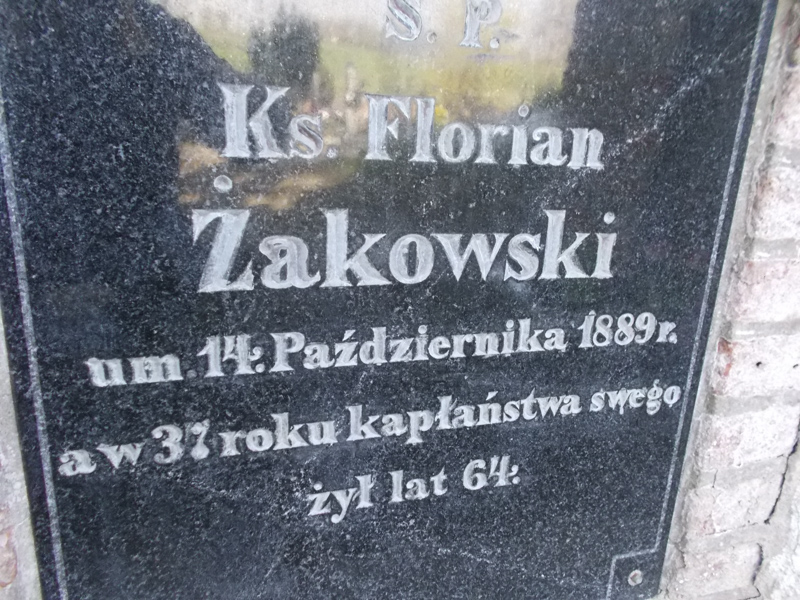 Ś. P.
Ks. Florian
Żakowski
um. 14: Października 1889 r.
a w 37 roku kapłaństwa swego
żył lat 64: